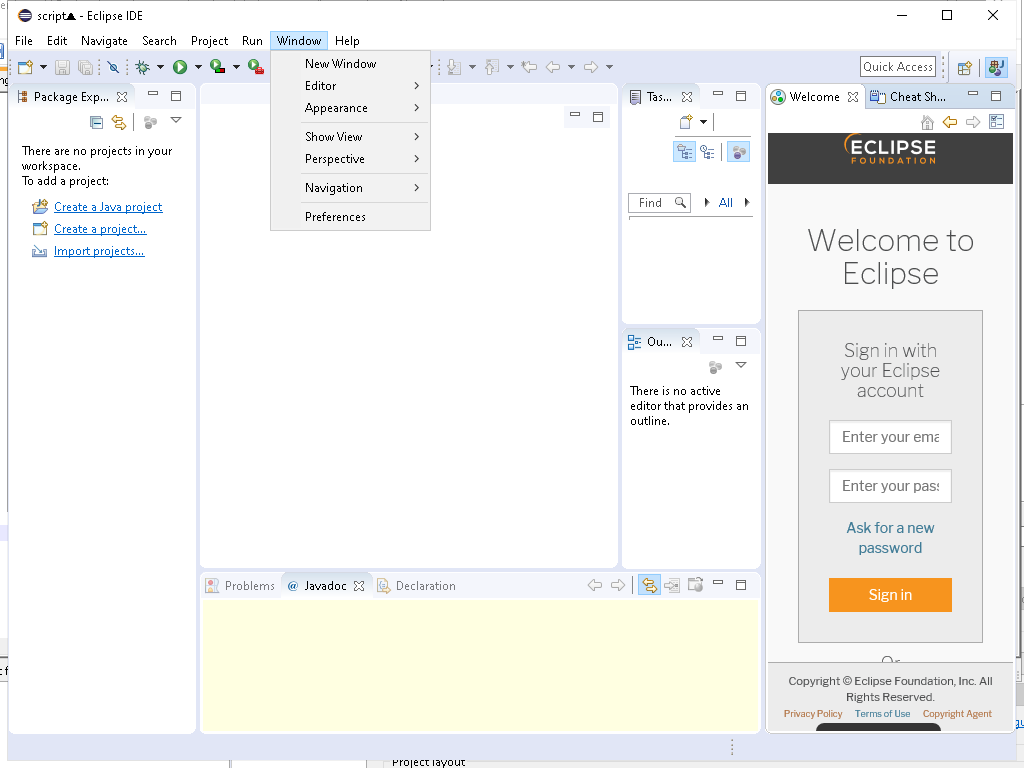 script▲ - Eclipse IDE
File Edit Navigate Search Project Run Window Help
New Window
Editor
Appearance
Show View
Perspective
Navigation
Preferences
Quick Access
Package Exp...
There are no projects in your
workspace.
To add a project:
Create a Java project
Create a project...
Import projects...
Tas...
Find
All
Ou...
There is no active
editor that provides an
outline.
Problems
@ Javadoc
Declaration
Welcome
Cheat Sh...
ECLIPSE
FOUNDATION
Welcome to
Eclipse
Sign in with
your Eclipse
account
Enter your ema
Enter your pass
Ask for a new
password
Sign in
Or
Copyright © Eclipse Foundation, Inc. All
Rights Reserved.
Privacy Policy Terms of Use Copyright Agent
Project layout